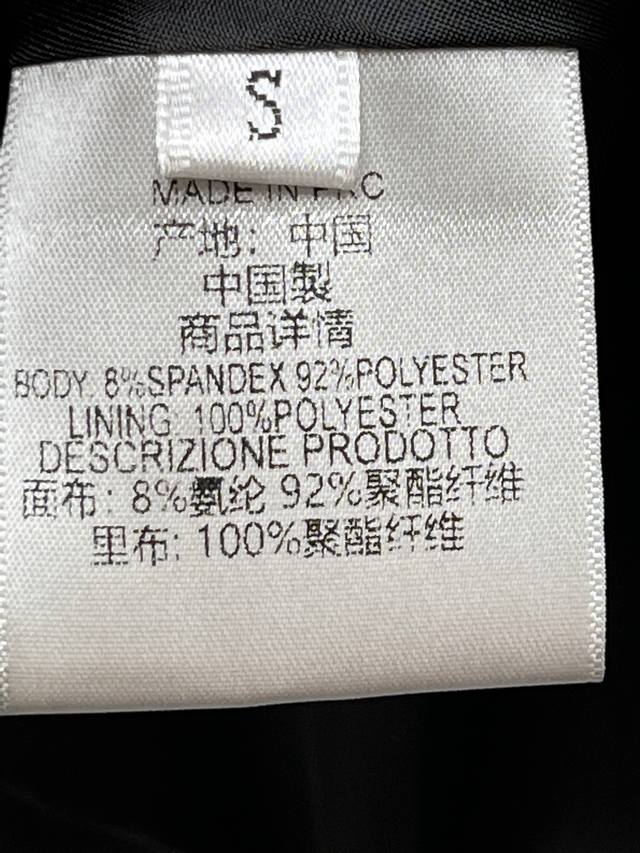 S
MADE IN PRC
产地: 中国
中国製
商品详情
BODY: 8%SPANDEX 92%POLYESTER
LINING: 100%POLYESTER
DESCRIZIONE PRODOTTO
面布: 8%氨纶 92%聚酯纤维
里布: 100%聚酯纤维